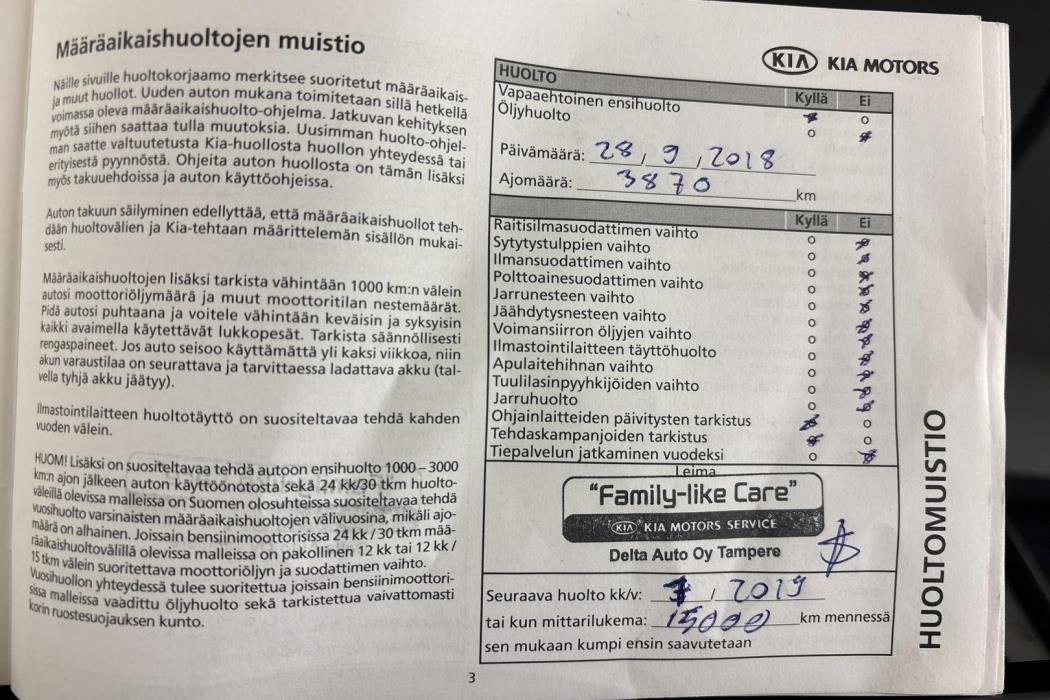 Määräaikaishuoltojen muistio
Näille sivuille huoltokorjaamo merkitsee suoritetut määräaikais-
ja muut huollot. Uuden auton mukana toimitetaan sillä hetkellä
voimassa oleva määräaikaishuolto-ohjelma. Jatkuvan kehityksen
myötä siihen saattaa tulla muutoksia. Uusimman huolto-ohjel-
man saatte valtuutetusta Kia-huollosta huollon yhteydessä tai
erityisestä pyynnöstä. Ohjeita auton huollosta on tämän lisäksi
myös takuuehdoissa ja auton käyttöohjeissa.
Auton takuun säilyminen edellyttää, että määräaikaishuollot teh-
dään huoltovälien ja Kia-tehtaan määrittelemän sisällön mukai-
sesti.
Määräaikaishuoltojen lisäksi tarkista vähintään 1000 km:n välein
autosi moottoriöljymäärä ja muut moottoritilan nestemäärät.
Pidä autosi puhtaana ja voitele vähintään keväisin ja syksyisin
kaikki avaimella käytettävät lukkopesät. Tarkista säännöllisesti
rengaspaineet. Jos auto seisoo käyttämättä yli kaksi viikkoa, niin
akun varaustilaa on seurattava ja tarvittaessa ladattava akku (tal-
vella tyhjä akku jäätyy).
Ilmastointilaitteen huoltotäyttö on suositeltavaa tehdä kahden
vuoden välein.
HUOM! Lisäksi on suositeltavaa tehdä autoon ensihuolto 1000–3000
km:n ajon jälkeen auton käyttöönotosta sekä 24 kk/30 tkm huolto-
väleillä olevissa malleissa on Suomen olosuhteissa suositeltavaa tehdä
vuosihuolto varsinaisten määräaikaishuoltojen välivuosina, mikäli ajo-
määrä on alhainen. Joissain bensiinimoottorisissa 24 kk / 30 tkm mää-
räaikaishuoltovälillä olevissa malleissa on pakollinen 12 kk tai 12 kk /
15 tkm välein suoritettava moottoriöljyn ja suodattimen vaihto.
Vuosihuollon yhteydessä tulee suoritettua joissain bensiinimoottori-
sissa malleissa vaadittu öljyhuolto sekä tarkistettua vaivattomasti
korin ruostesuojauksen kunto.
3
KIA KIA MOTORS
HUOLTO Kyllä Ei
Vapaaehtoinen ensihuolto
Öljyhuolto
Päivämäärä: 28, 9, 2018
Ajomäärä: 3870 km
Kyllä Ei
Raitisilmasuodattimen vaihto
Sytytystulppien vaihto
Ilmansuodattimen vaihto
Polttoainesuodattimen vaihto
Jarrunesteen vaihto
Jäähdytysnesteen vaihto
Voimansiirron öljyjen vaihto
Ilmastointilaitteen täyttöhuolto
Apulaitehihnan vaihto
Tuulilasinpyyhkijöiden vaihto
Jarruhuolto
Ohjainlaitteiden päivitysten tarkistus
Tehdaskampanjoiden tarkistus
Tiepalvelun jatkaminen vuodeksi
Leima
"Family-like Care"
KIA KIA MOTORS SERVICE
Delta Auto Oy Tampere
Seuraava huolto kk/v: / 2019
tai kun mittarilukema: 15000 km mennessä
sen mukaan kumpi ensin saavutetaan
HUOLTOMUISTIO